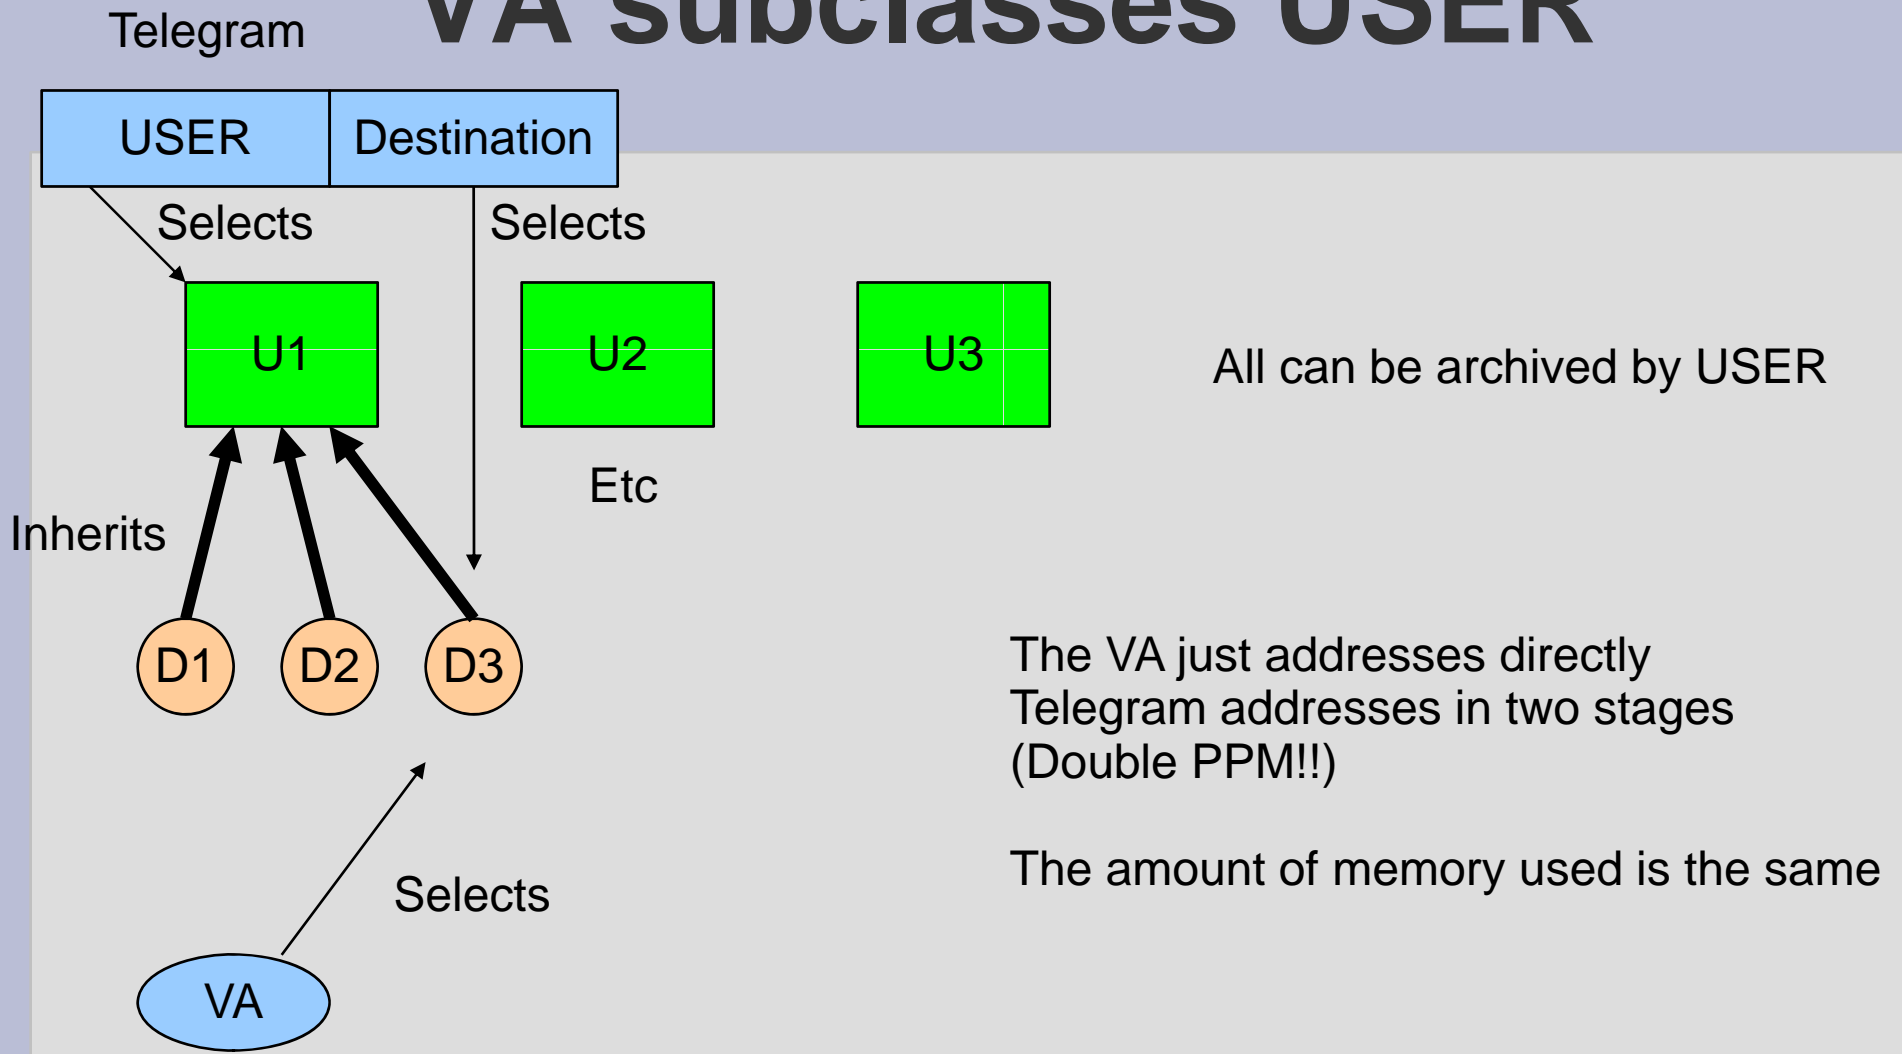 VA subclasses USER
Telegram
USER
Destination
Selects
Selects
U1
U2
U3
All can be archived by USER
Etc
Inherits
D1
D2
D3
The VA just addresses directly
Telegram addresses in two stages
(Double PPM!!)
The amount of memory used is the same
Selects
VA